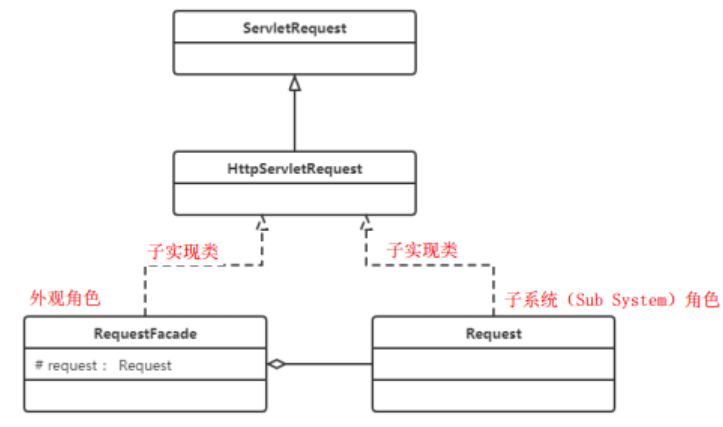 ServletRequest
HttpServletRequest
子实现类
子实现类
外观角色
子系统（Sub System）角色
RequestFacade
# request： Request
Request